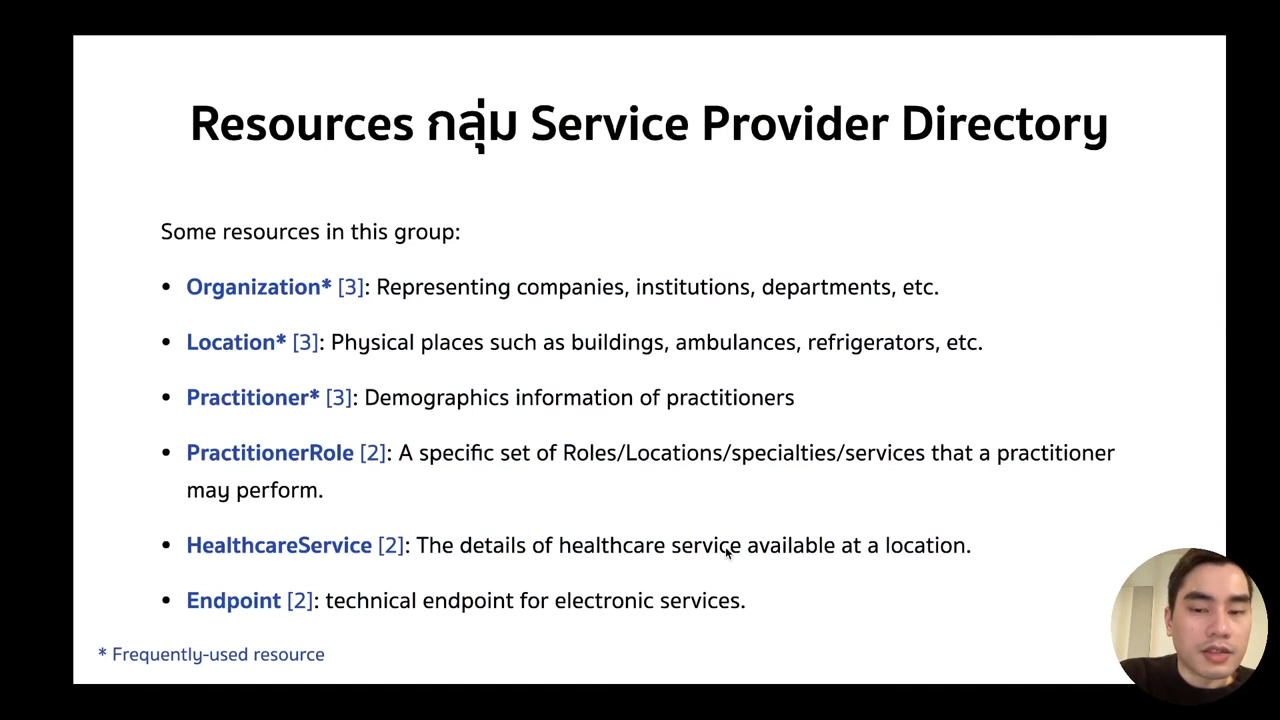 Resources กลุ่ม Service Provider Directory
Some resources in this group:
• Organization* [3]: Representing companies, institutions, departments, etc.
• Location* [3]: Physical places such as buildings, ambulances, refrigerators, etc.
• Practitioner* [3]: Demographics information of practitioners
• PractitionerRole [2]: A specific set of Roles/Locations/specialties/services that a practitioner
may perform.
• HealthcareService [2]: The details of healthcare service available at a location.
• Endpoint [2]: technical endpoint for electronic services.
* Frequently-used resource